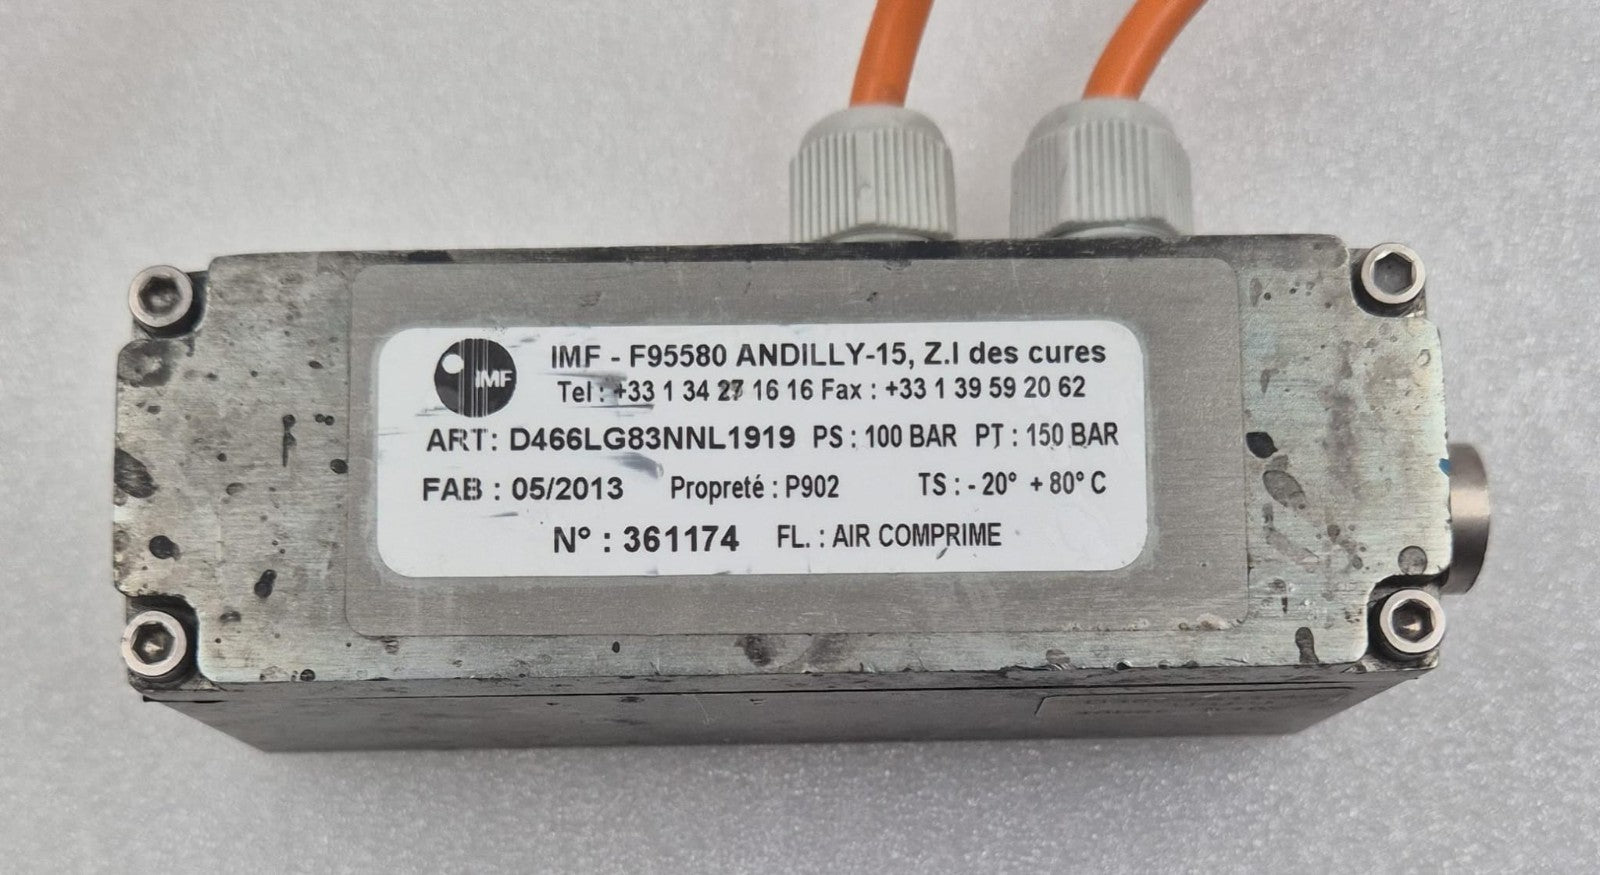 IMF
IMF - F95580 ANDILLY-15, Z.I des cures
Tel : +33 1 34 27 16 16 Fax : +33 1 39 59 20 62
ART: D466LG83NNL1919 PS : 100 BAR PT : 150 BAR
FAB : 05/2013 Propreté : P902 TS : - 20° + 80° C
N° : 361174 FL. : AIR COMPRIME